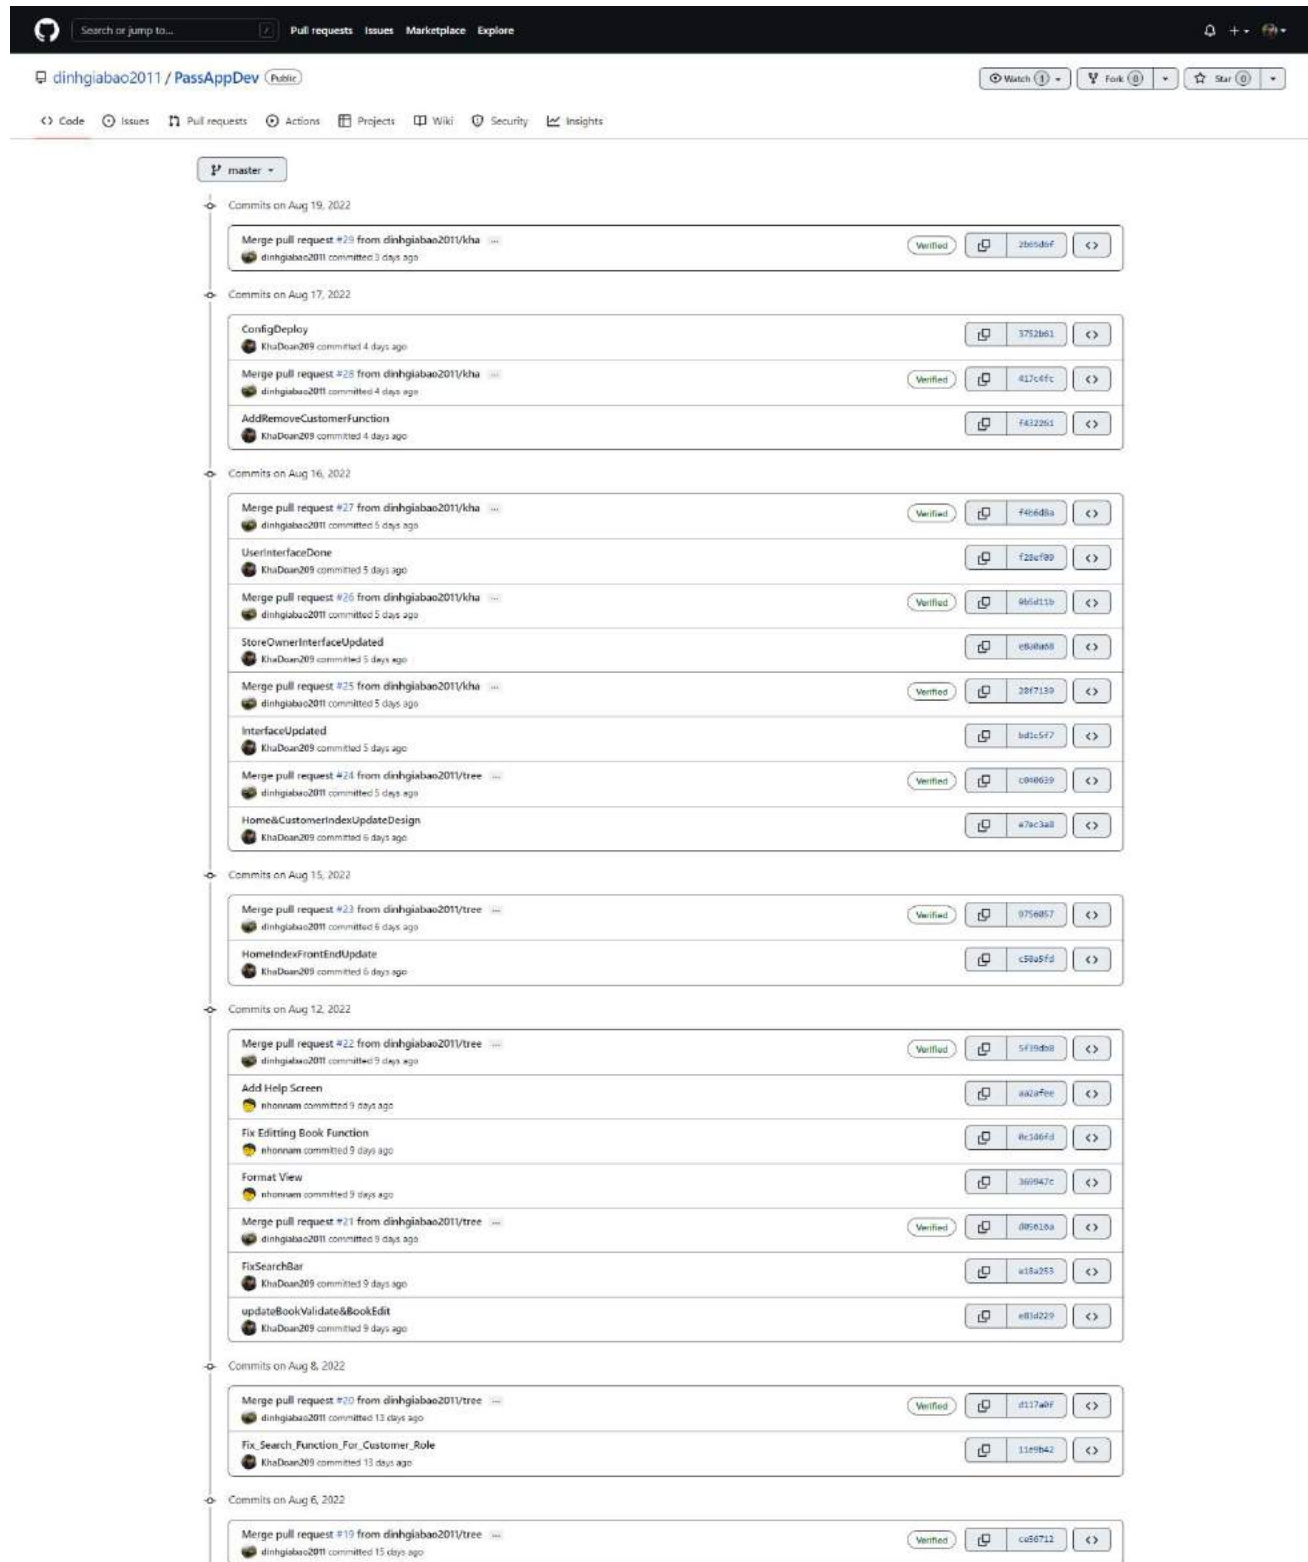 Search or jump to... / Pull requests Issues Marketplace Explore
dinhgiabao2011 / PassAppDev Public Watch 1 Fork 0 Star 0
Code Issues Pull requests Actions Projects Wiki Security Insights
master
Commits on Aug 19, 2022
Merge pull request #29 from dinhgiabao2011/kha ...
Verified
dinhgiabao2011 committed 3 days ago
Commits on Aug 17, 2022
ConfigDeploy
3752b61
KhaDoan209 committed 4 days ago
Merge pull request #28 from dinhgiabao2011/kha ...
Verified 417c4fc
dinhgiabao2011 committed 4 days ago
AddRemoveCustomerFunction
f432261
KhaDoan209 committed 4 days ago
Commits on Aug 16, 2022
Merge pull request #27 from dinhgiabao2011/kha ...
Verified f4b6d8a
dinhgiabao2011 committed 5 days ago
UserInterfaceDone
KhaDoan209 committed 5 days ago
Merge pull request #26 from dinhgiabao2011/kha ...
Verified 9b5d11b
dinhgiabao2011 committed 5 days ago
StoreOwnerInterfaceUpdated
KhaDoan209 committed 5 days ago
Merge pull request #25 from dinhgiabao2011/kha ...
Verified 28f7139
dinhgiabao2011 committed 5 days ago
InterfaceUpdated
bd1c5f7
KhaDoan209 committed 5 days ago
Merge pull request #24 from dinhgiabao2011/tree ...
Verified
dinhgiabao2011 committed 5 days ago
Home&CustomerIndexUpdateDesign
KhaDoan209 committed 6 days ago
Commits on Aug 15, 2022
Merge pull request #23 from dinhgiabao2011/tree ...
Verified
dinhgiabao2011 committed 6 days ago
HomeIndexFrontEndUpdate
c50a5fd
KhaDoan209 committed 6 days ago
Commits on Aug 12, 2022
Merge pull request #22 from dinhgiabao2011/tree ...
Verified 5f39db8
dinhgiabao2011 committed 9 days ago
Add Help Screen
aa2afee
nhonnam committed 9 days ago
Fix Editting Book Function
nhonnam committed 9 days ago
Format View
369947c
nhonnam committed 9 days ago
Merge pull request #21 from dinhgiabao2011/tree ...
Verified
dinhgiabao2011 committed 9 days ago
FixSearchBar
e18a253
KhaDoan209 committed 9 days ago
updateBookValidate&BookEdit
KhaDoan209 committed 9 days ago
Commits on Aug 8, 2022
Merge pull request #20 from dinhgiabao2011/tree ...
Verified d117a0f
dinhgiabao2011 committed 13 days ago
Fix_Search_Function_For_Customer_Role
11e9b42
KhaDoan209 committed 13 days ago
Commits on Aug 6, 2022
Merge pull request #19 from dinhgiabao2011/tree ...
Verified
dinhgiabao2011 committed 15 days ago